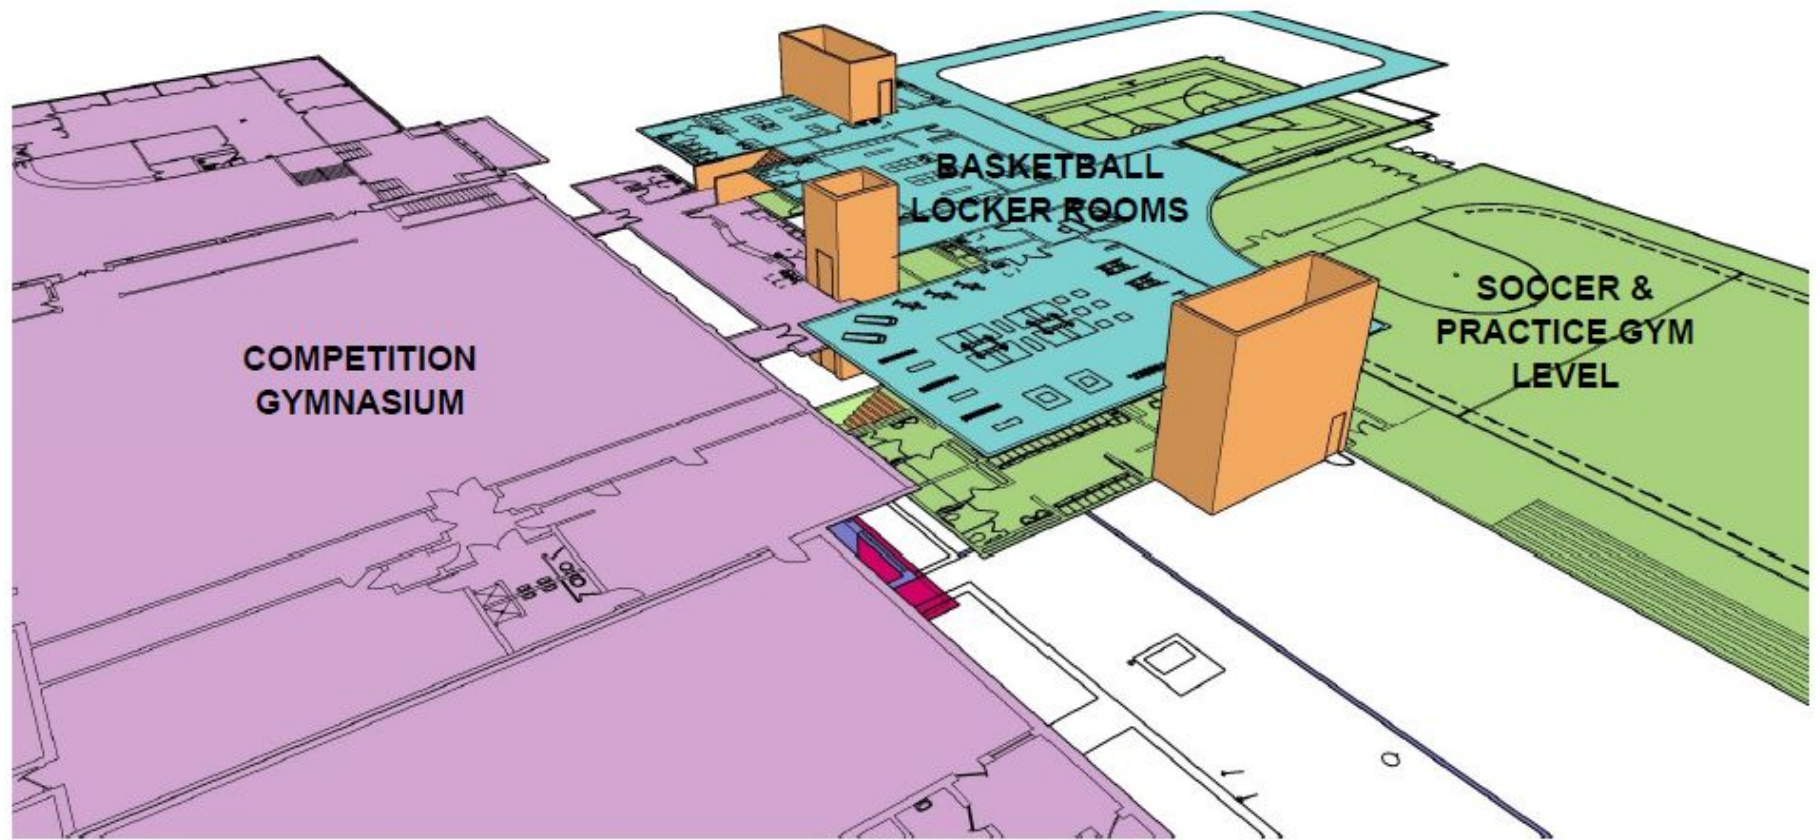 BASKETBALL
LOCKER ROOMS
SOCCER &
PRACTICE GYM
LEVEL
COMPETITION
GYMNASIUM